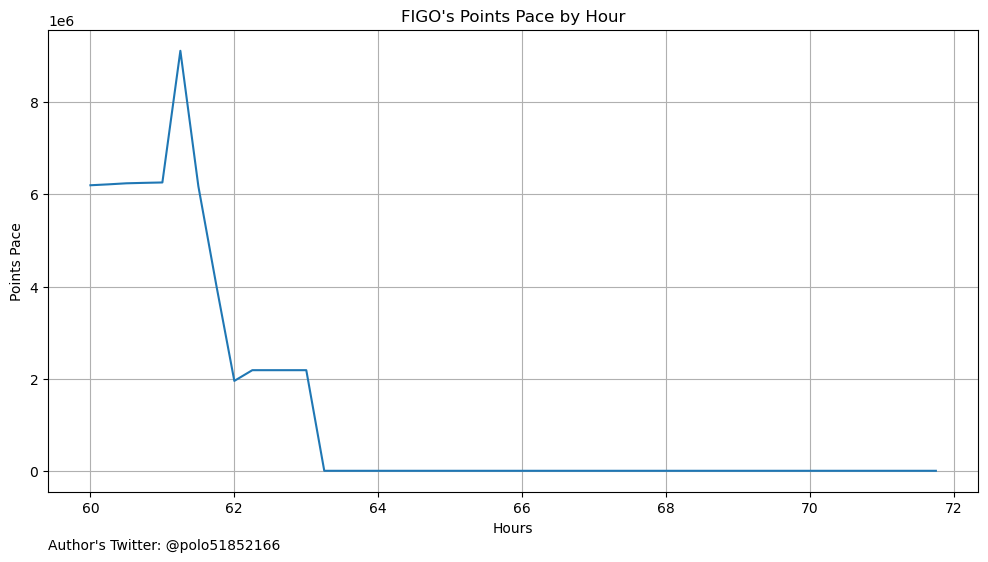 FIGO's Points Pace by Hour
1e6
8
6
4
2
0
Points Pace
60 62 64 66 68 70 72
Hours
Author's Twitter: @polo51852166